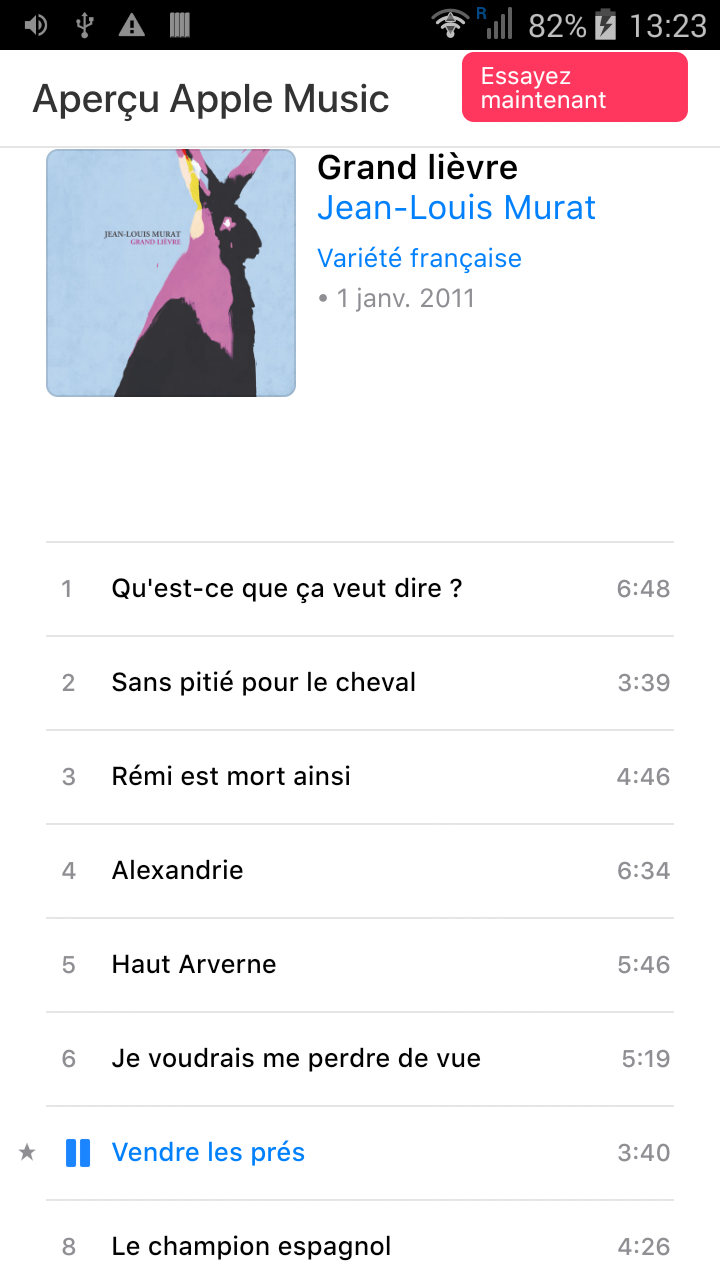 R 82% 13:23
Aperçu Apple Music
Essayez
maintenant
JEAN-LOUIS MURAT
GRAND LIÈVRE
Grand lièvre
Jean-Louis Murat
Variété française
• 1 janv. 2011
1 Qu'est-ce que ça veut dire ? 6:48
2 Sans pitié pour le cheval 3:39
3 Rémi est mort ainsi 4:46
4 Alexandrie 6:34
5 Haut Arverne 5:46
6 Je voudrais me perdre de vue 5:19
★ Vendre les prés 3:40
8 Le champion espagnol 4:26